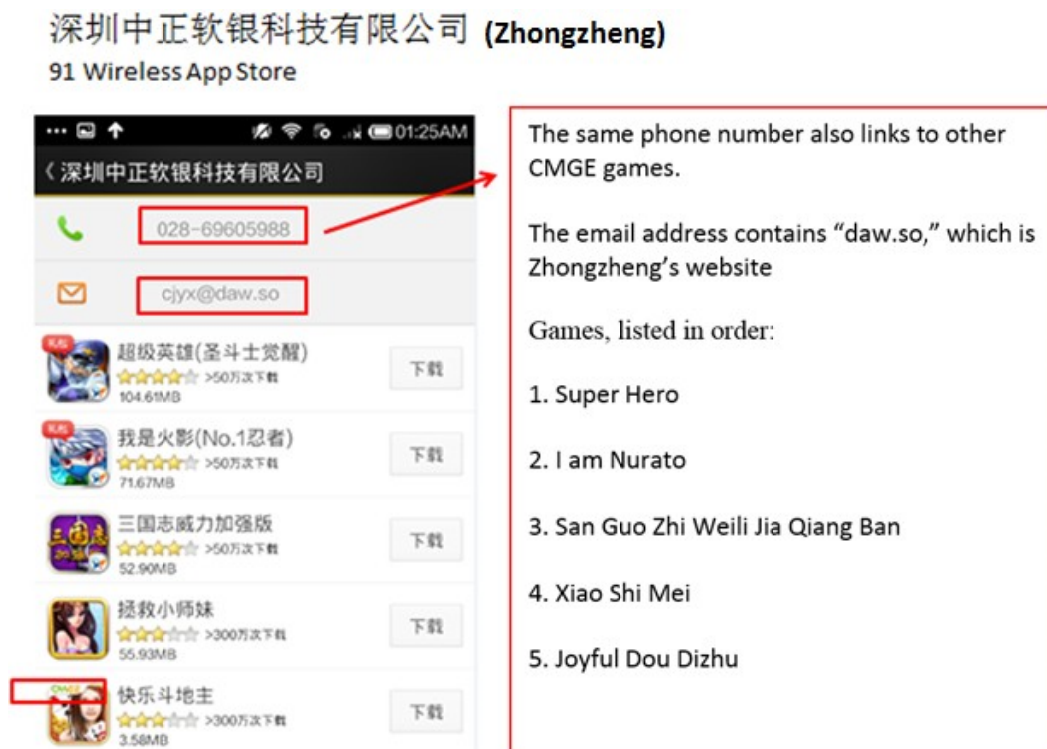 深圳中正软银科技有限公司 (Zhongzheng)
91 Wireless App Store
01:25AM
《深圳中正软银科技有限公司
028-69605988
cjyx@daw.so
超级英雄(圣斗士觉醒)
>50万次下载
104.61MB
下载
我是火影(No.1忍者)
>50万次下载
71.67MB
下载
三国志威力加强版
>50万次下载
52.90MB
下载
拯救小师妹
>300万次下载
55.93MB
下载
快乐斗地主
>300万次下载
3.58MB
下载
The same phone number also links to other
CMGE games.
The email address contains “daw.so,” which is
Zhongzheng’s website
Games, listed in order:
1. Super Hero
2. I am Nurato
3. San Guo Zhi Weili Jia Qiang Ban
4. Xiao Shi Mei
5. Joyful Dou Dizhu